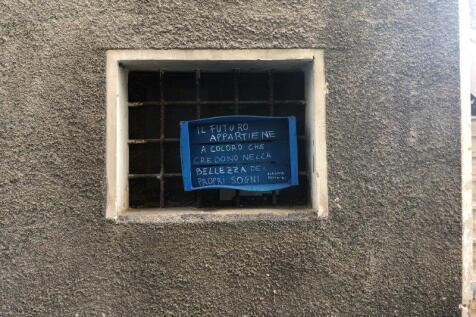 IL FUTURO
APPARTIENE
A COLORO CHE
CREDONO NELLA
BELLEZZA DEI
PROPRI SOGNI